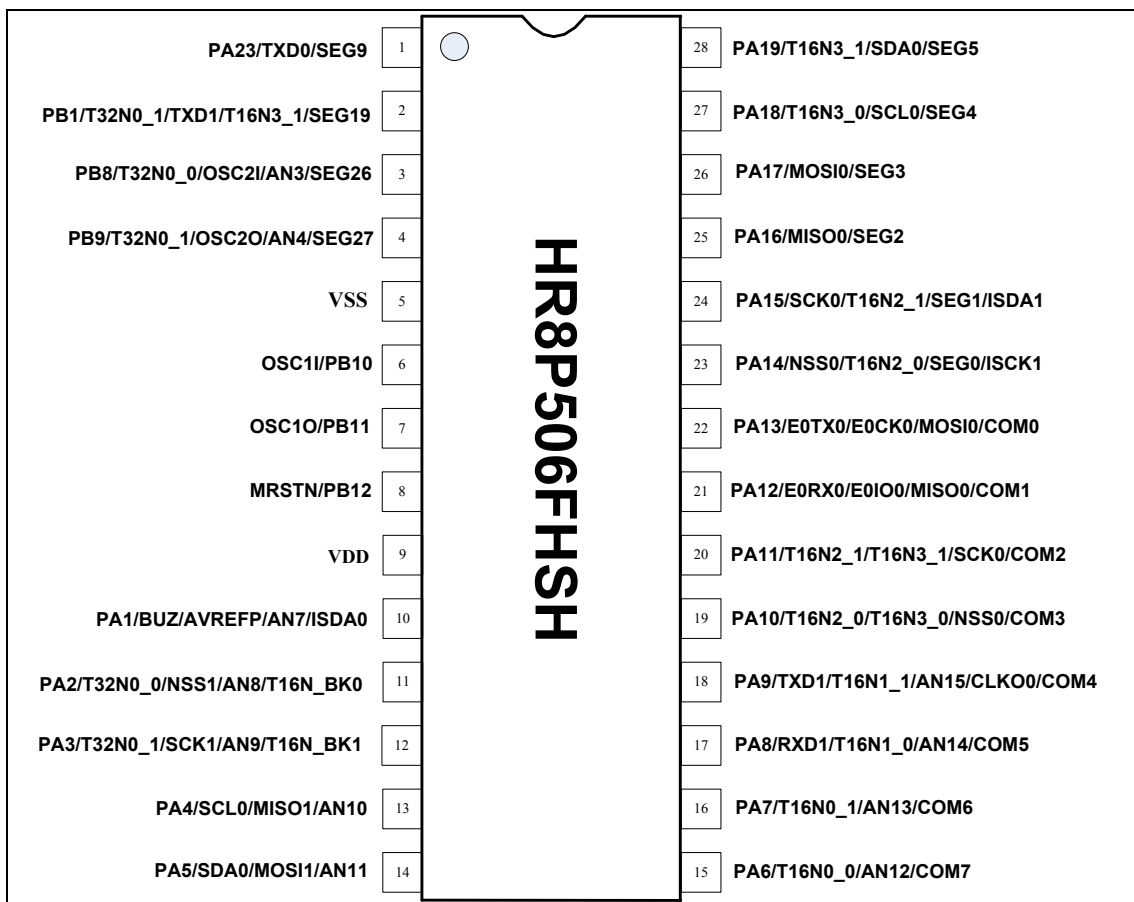 PA23/TXD0/SEG9 1 28 PA19/T16N3_1/SDA0/SEG5
PB1/T32N0_1/TXD1/T16N3_1/SEG19 2 27 PA18/T16N3_0/SCL0/SEG4
PB8/T32N0_0/OSC2I/AN3/SEG26 3 26 PA17/MOSI0/SEG3
PB9/T32N0_1/OSC2O/AN4/SEG27 4 25 PA16/MISO0/SEG2
VSS 5 24 PA15/SCK0/T16N2_1/SEG1/ISDA1
OSC1I/PB10 6 23 PA14/NSS0/T16N2_0/SEG0/ISCK1
OSC1O/PB11 7 22 PA13/E0TX0/E0CK0/MOSI0/COM0
MRSTN/PB12 8 21 PA12/E0RX0/E0IO0/MISO0/COM1
VDD 9 20 PA11/T16N2_1/T16N3_1/SCK0/COM2
PA1/BUZ/AVREFP/AN7/ISDA0 10 19 PA10/T16N2_0/T16N3_0/NSS0/COM3
PA2/T32N0_0/NSS1/AN8/T16N_BK0 11 18 PA9/TXD1/T16N1_1/AN15/CLKO0/COM4
PA3/T32N0_1/SCK1/AN9/T16N_BK1 12 17 PA8/RXD1/T16N1_0/AN14/COM5
PA4/SCL0/MISO1/AN10 13 16 PA7/T16N0_1/AN13/COM6
PA5/SDA0/MOSI1/AN11 14 15 PA6/T16N0_0/AN12/COM7
HR8P506FHSH